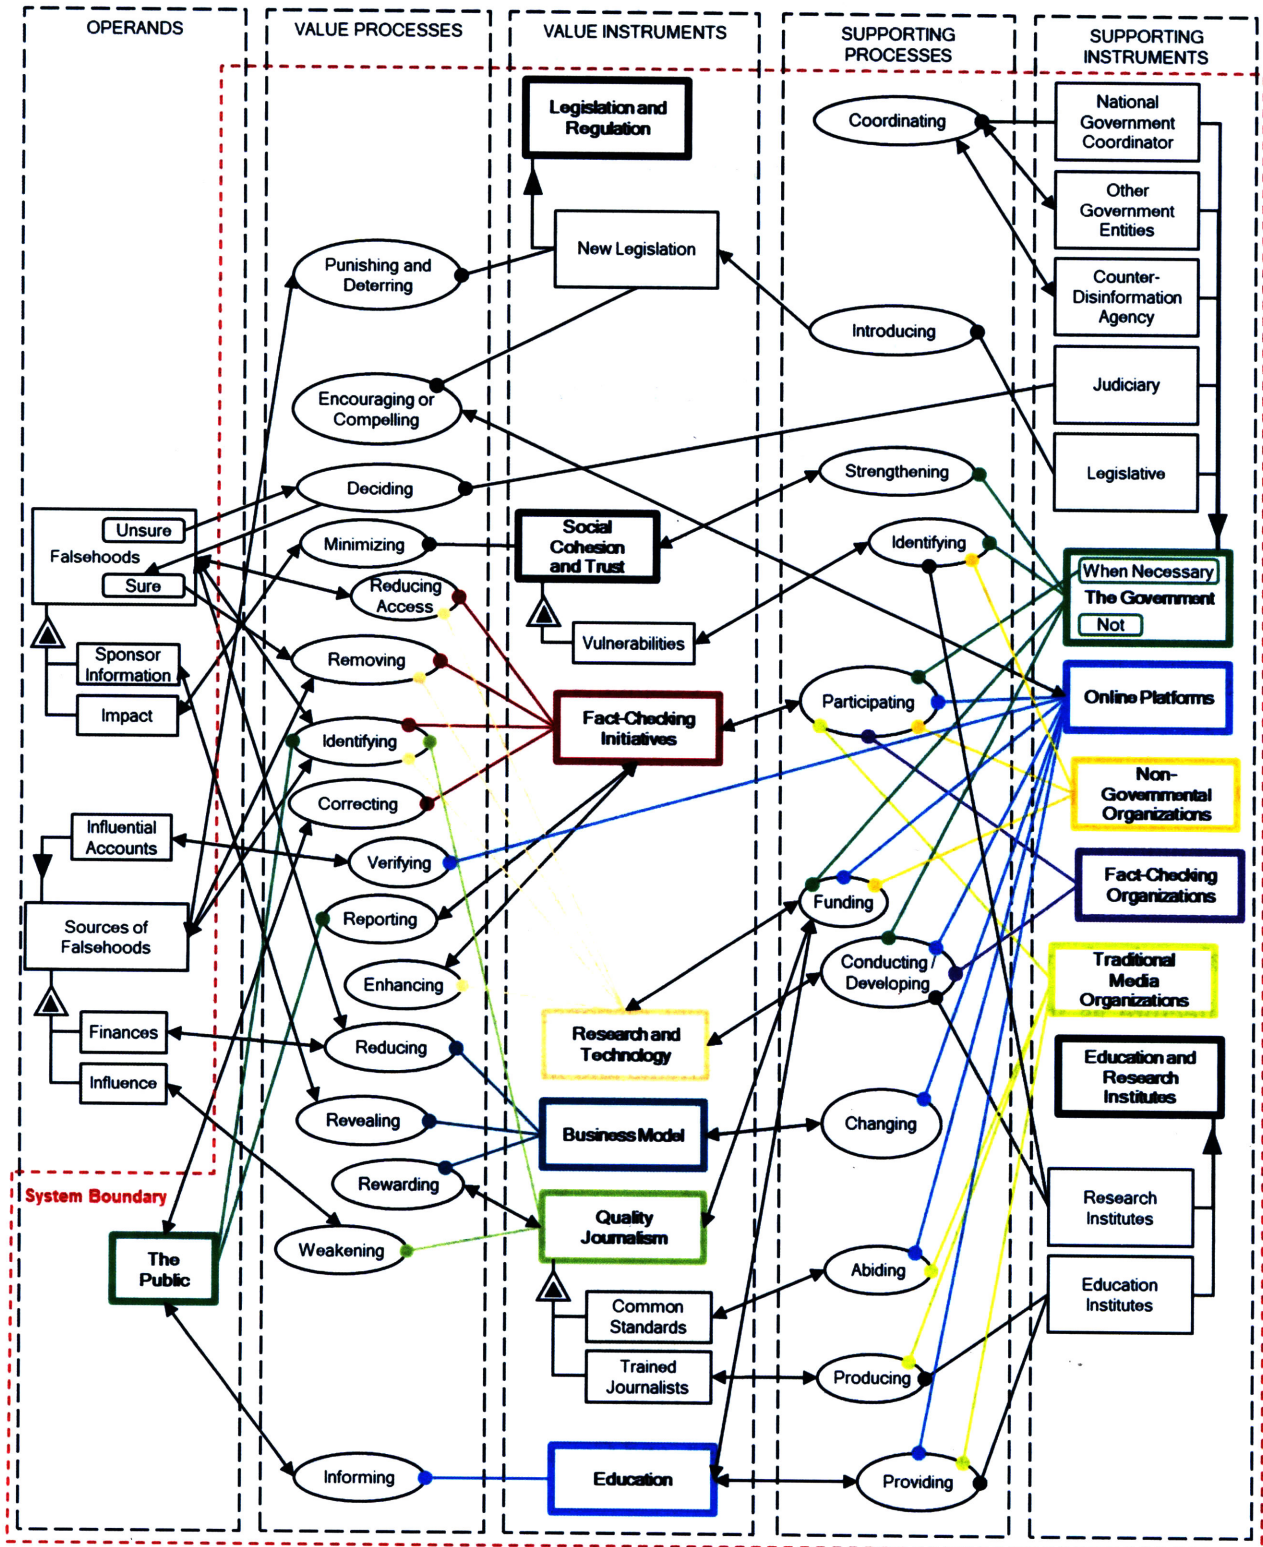 OPERANDS
VALUE PROCESSES
VALUE INSTRUMENTS
SUPPORTING
PROCESSES
SUPPORTING
INSTRUMENTS
Falsehoods
Unsure
Sure
Sponsor
Information
Impact
Influential
Accounts
Sources of
Falsehoods
Finances
Influence
System Boundary
The
Public
Punishing and
Deterring
Encouraging or
Compelling
Deciding
Minimizing
Reducing
Access
Removing
Identifying
Correcting
Verifying
Reporting
Enhancing
Reducing
Revealing
Rewarding
Weakening
Informing
Legislation and
Regulation
New Legislation
Social
Cohesion
and Trust
Vulnerabilities
Fact-Checking
Initiatives
Research and
Technology
Business Model
Quality
Journalism
Common
Standards
Trained
Journalists
Education
Coordinating
Introducing
Strengthening
Identifying
Participating
Funding
Conducting /
Developing
Changing
Abiding
Producing
Providing
National
Government
Coordinator
Other
Government
Entities
Counter-
Disinformation
Agency
Judiciary
Legislative
When Necessary
The Government
Not
Online Platforms
Non-
Governmental
Organizations
Fact-Checking
Organizations
Traditional
Media
Organizations
Education and
Research
Institutes
Research
Institutes
Education
Institutes